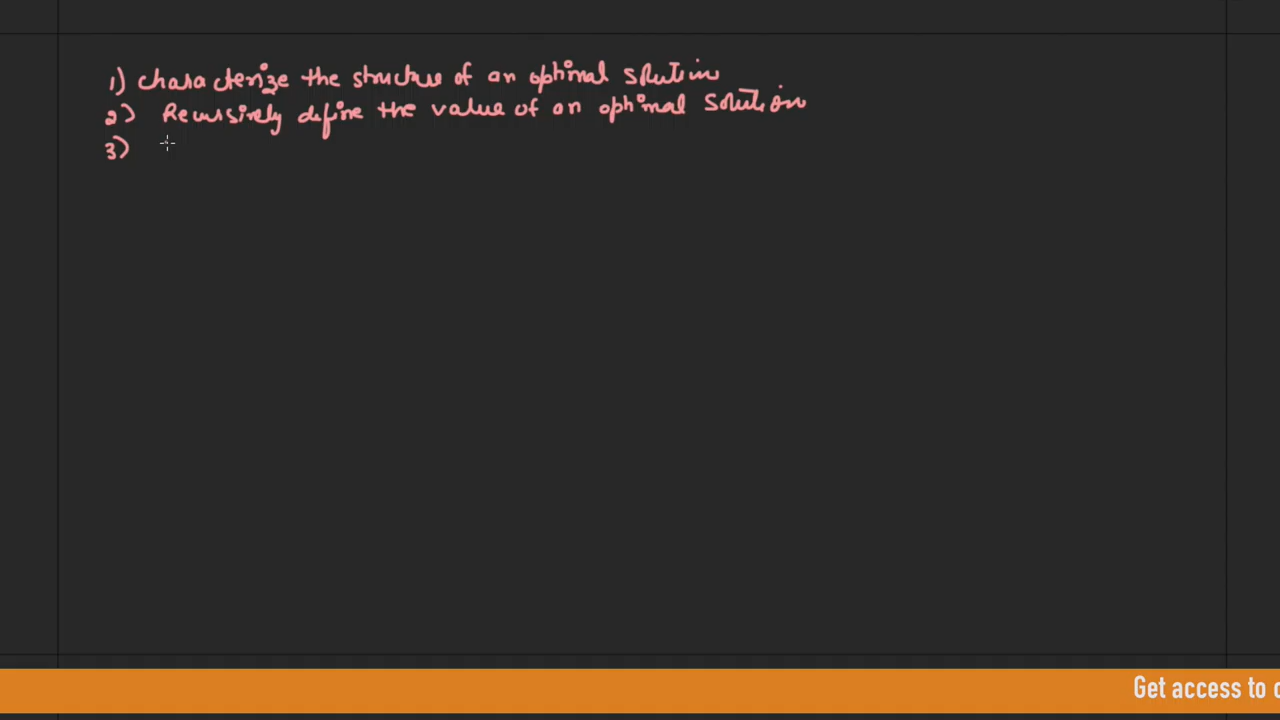 1) characterize the structure of an optimal solution
2) Recursively define the value of an optimal solution
3)
Get access to